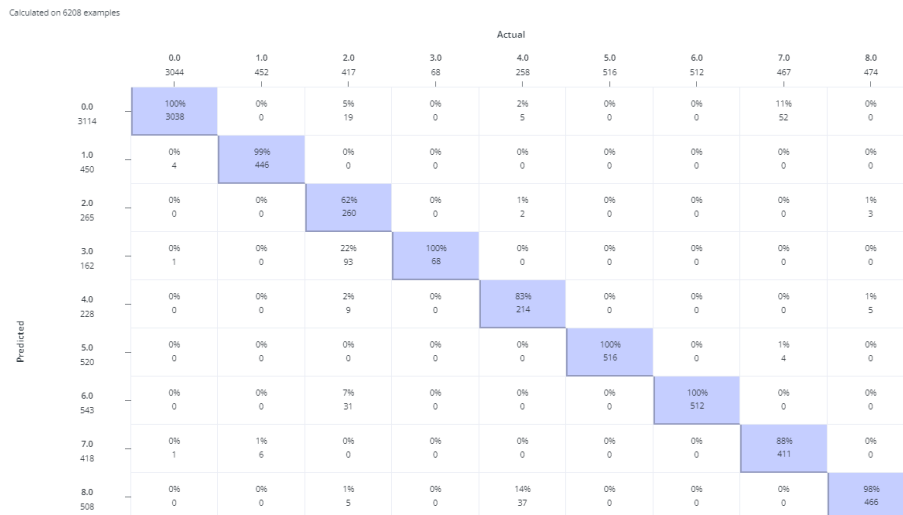 Calculated on 6208 examples
Actual
0.0 1.0 2.0 3.0 4.0 5.0 6.0 7.0 8.0
3044 452 417 68 258 516 512 467 474
0.0 100% 0% 5% 0% 2% 0% 0% 11% 0%
3114 3038 0 19 0 5 0 0 52 0
1.0 0% 99% 0% 0% 0% 0% 0% 0% 0%
450 4 446 0 0 0 0 0 0 0
2.0 0% 0% 62% 0% 1% 0% 0% 0% 1%
265 0 0 260 0 2 0 0 0 3
3.0 0% 0% 22% 100% 0% 0% 0% 0% 0%
162 1 0 93 68 0 0 0 0 0
4.0 0% 0% 2% 0% 83% 0% 0% 0% 1%
228 0 0 9 0 214 0 0 0 5
Predicted
5.0 0% 0% 0% 0% 0% 100% 0% 1% 0%
520 0 0 0 0 0 516 0 4 0
6.0 0% 0% 7% 0% 0% 0% 100% 0% 0%
543 0 0 31 0 0 0 512 0 0
7.0 0% 1% 0% 0% 0% 0% 0% 88% 0%
418 1 6 0 0 0 0 0 411 0
8.0 0% 0% 1% 0% 14% 0% 0% 0% 98%
508 0 0 5 0 37 0 0 0 466